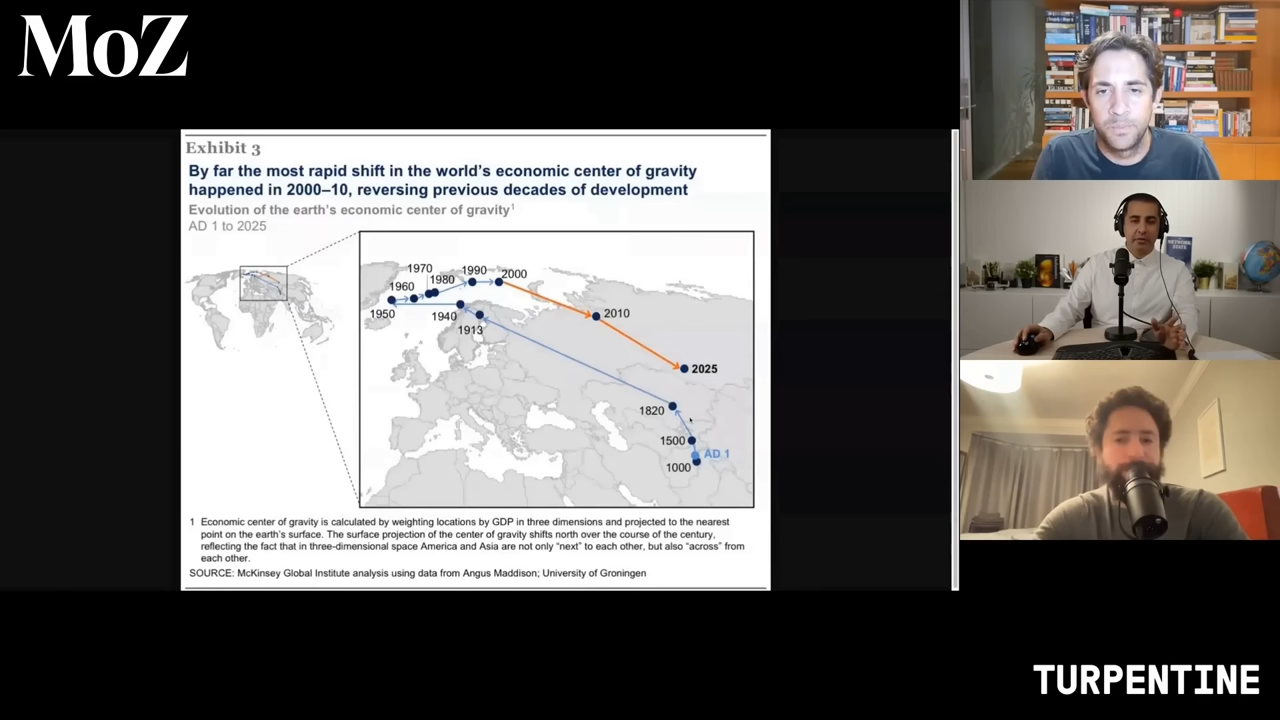 MoZ
Exhibit 3
By far the most rapid shift in the world's economic center of gravity
happened in 2000–10, reversing previous decades of development
Evolution of the earth's economic center of gravity1
AD 1 to 2025
1970
1990
2000
1960
1980
1950
1940
2010
1913
2025
1820
1500
AD 1
1000
1 Economic center of gravity is calculated by weighting locations by GDP in three dimensions and projected to the nearest
point on the earth's surface. The surface projection of the center of gravity shifts north over the course of the century,
reflecting the fact that in three-dimensional space America and Asia are not only "next" to each other, but also "across" from
each other.
SOURCE: McKinsey Global Institute analysis using data from Angus Maddison; University of Groningen
NETWORK
STATE
TURPENTINE